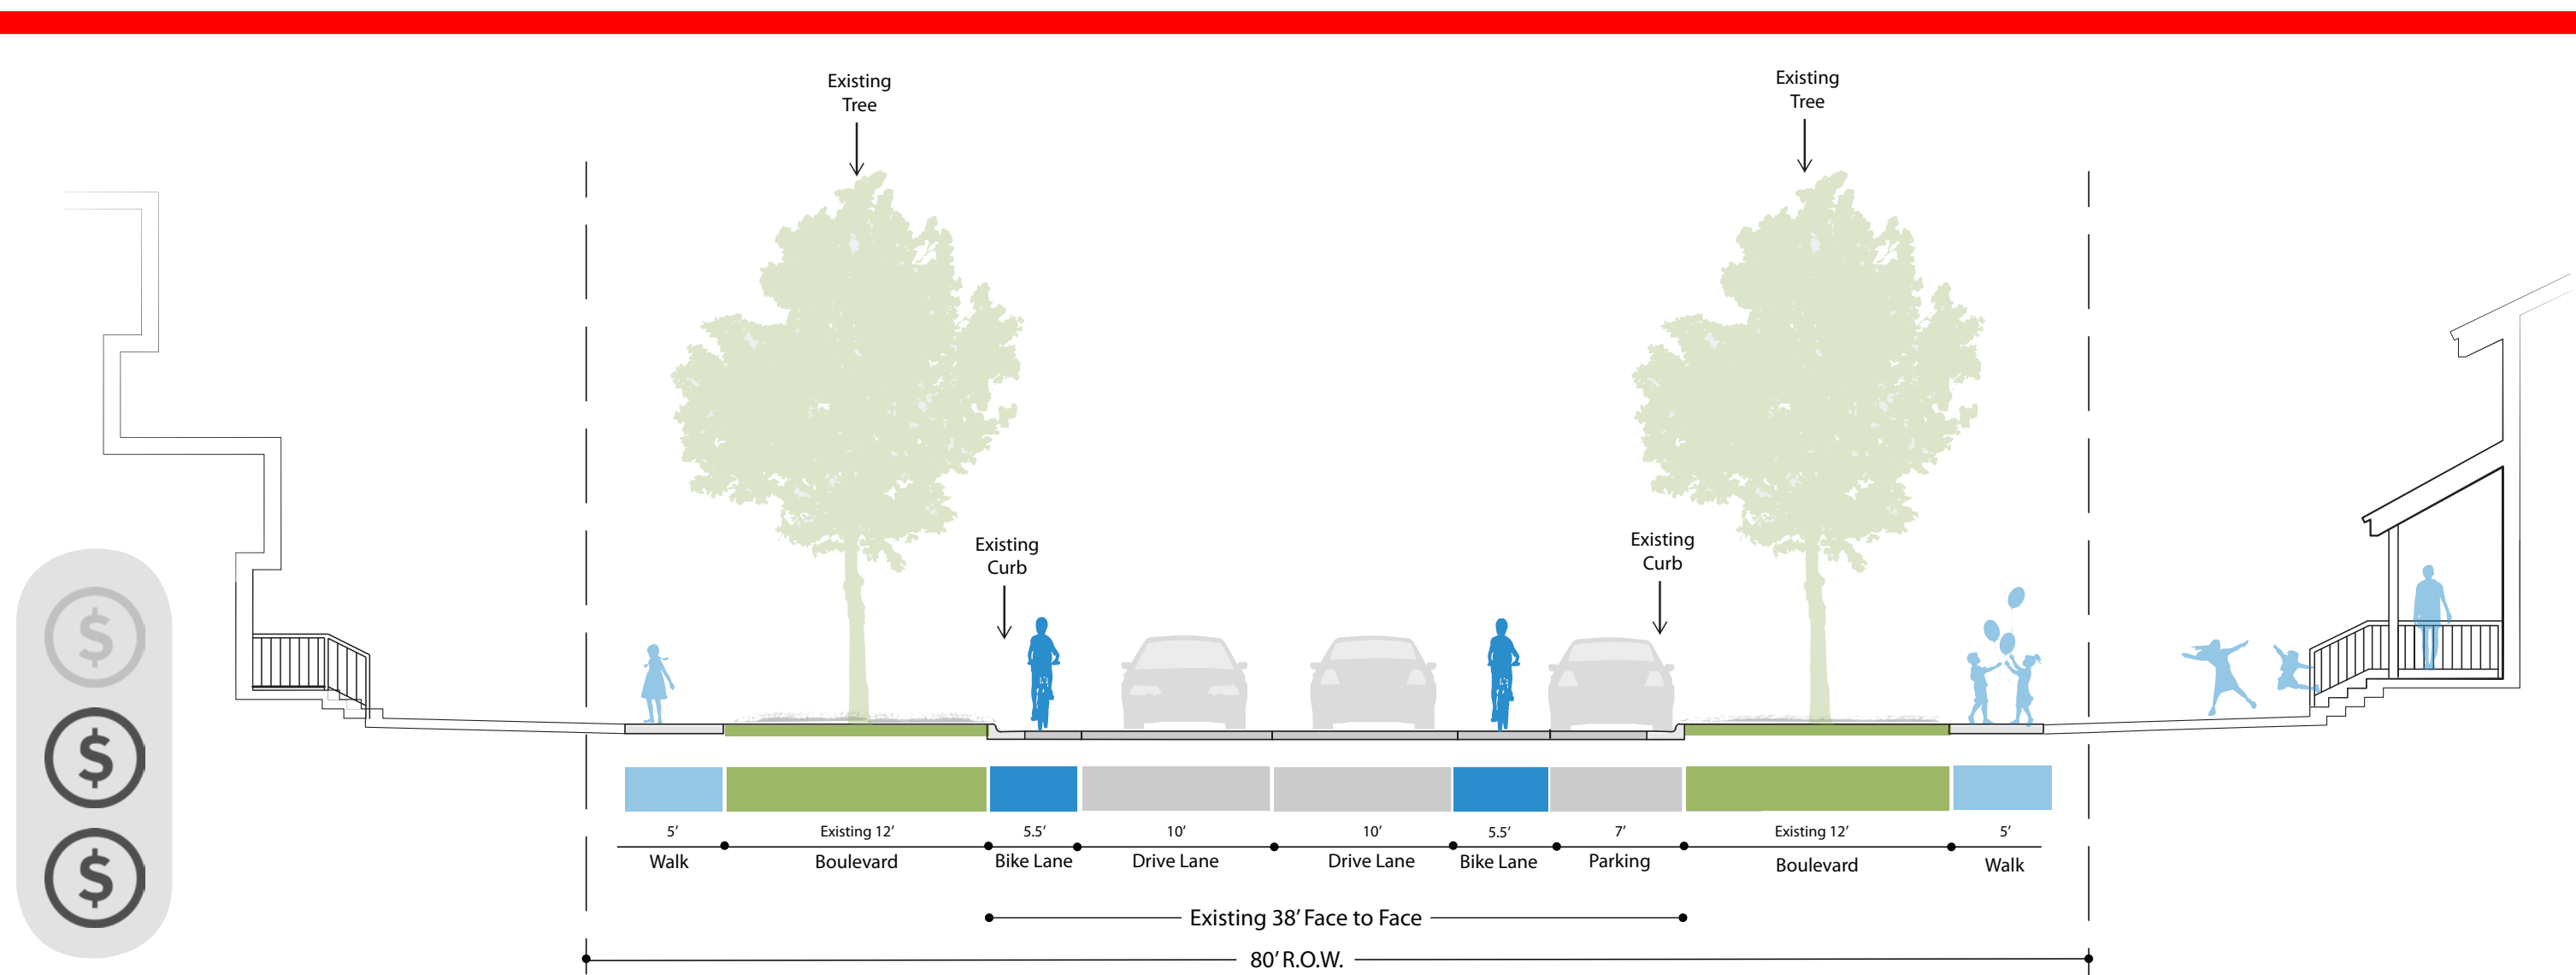 Existing
Tree
Existing
Tree
Existing
Curb
Existing
Curb
$
$
$
5’ Existing 12’ 5.5’ 10’ 10’ 5.5’ 7’ Existing 12’ 5’
Walk Boulevard Bike Lane Drive Lane Drive Lane Bike Lane Parking Boulevard Walk
Existing 38’ Face to Face
80’ R.O.W.